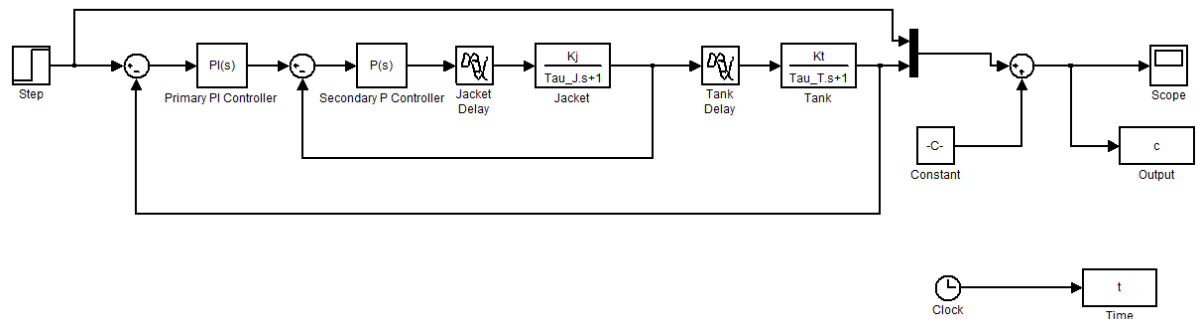 Step
PI(s)
Primary PI Controller
P(s)
Secondary P Controller
Jacket
Delay
Kj
Tau_J.s+1
Jacket
Tank
Delay
Kt
Tau_T.s+1
Tank
-C-
Constant
Scope
c
Output
Clock
t
Time